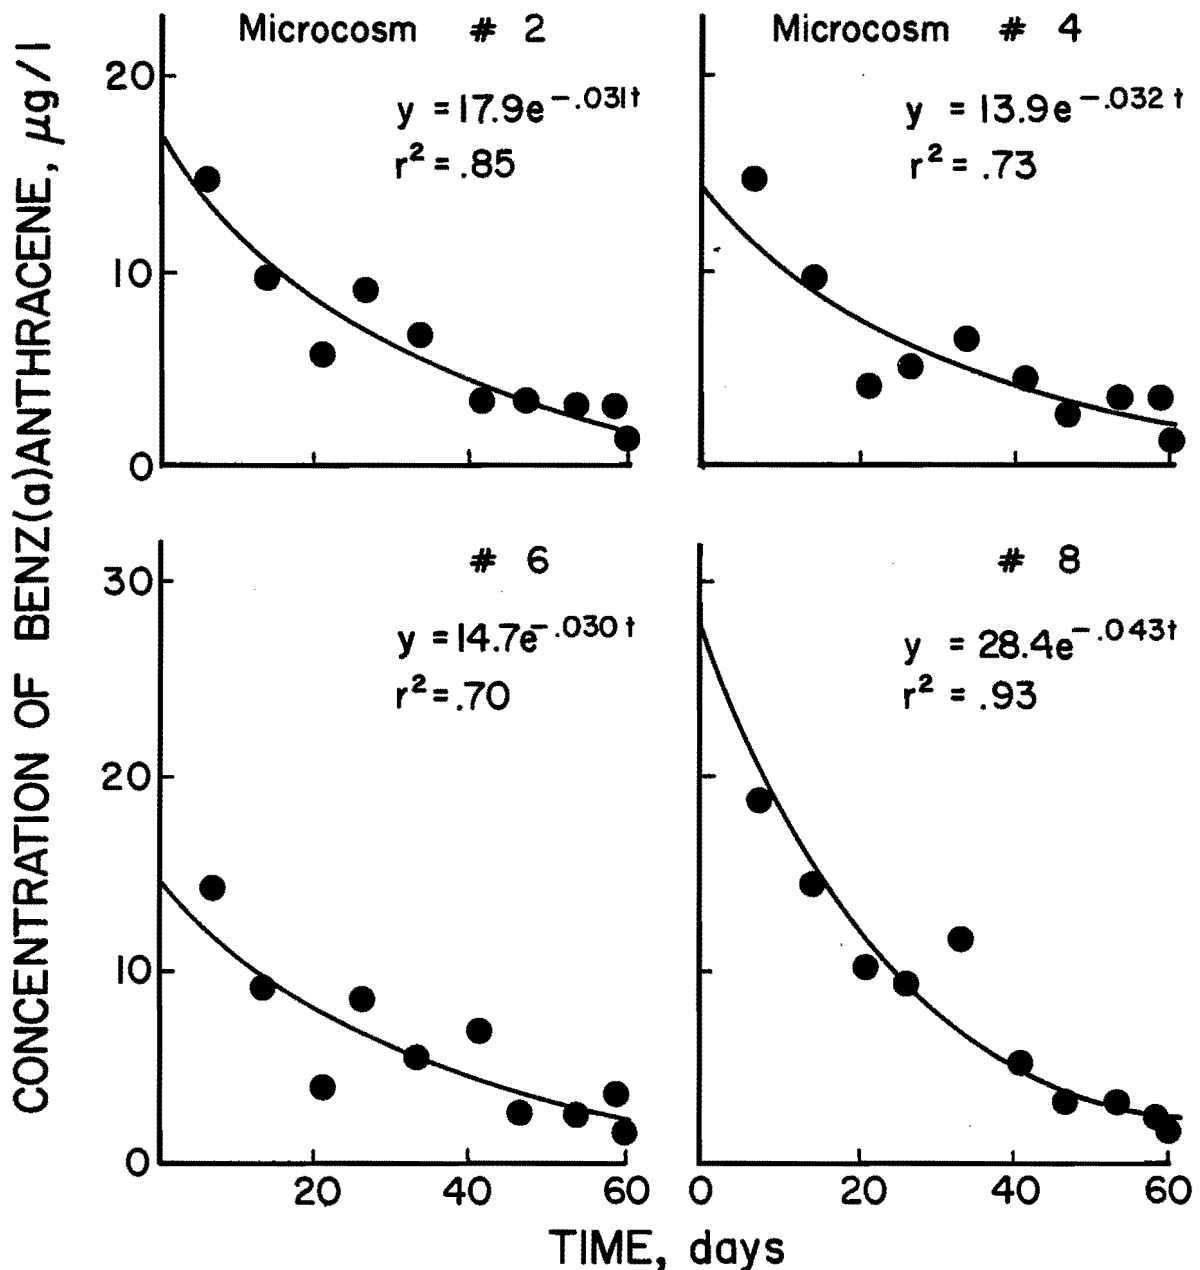 CONCENTRATION OF BENZ(a)ANTHRACENE, µg/l
Microcosm # 2
y = 17.9e^-.031t
r² = .85
20
10
0
Microcosm # 4
y = 13.9e^-.032t
r² = .73
# 6
y = 14.7e^-.030t
r² = .70
30
20
10
0
20 40 60
# 8
y = 28.4e^-.043t
r² = .93
0 20 40 60
TIME, days